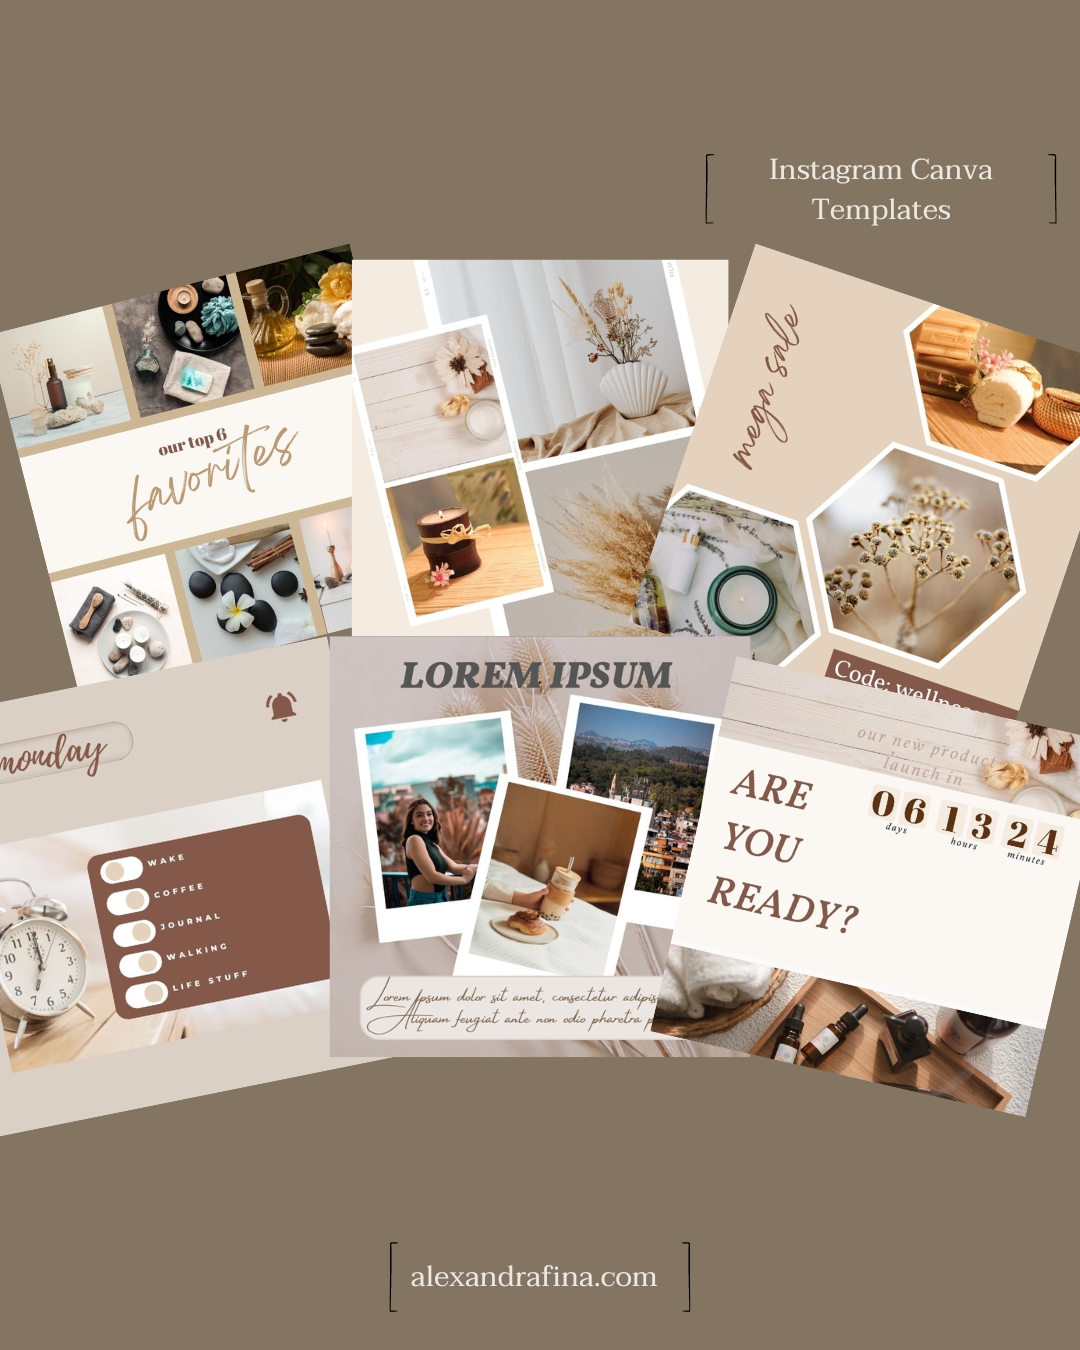 Instagram Canva
Templates
our top 6
favorites
mega sale
Code: wellness
monday
WAKE
COFFEE
JOURNAL
WALKING
LIFE STUFF
LOREM IPSUM
Lorem Ipsum dolor sit amet, consectetur adipis
Aliquam feugiat ante non odio pharetra
our new product
launch in
06 13 24
days hours minutes
ARE
YOU
READY?
alexandrafina.com